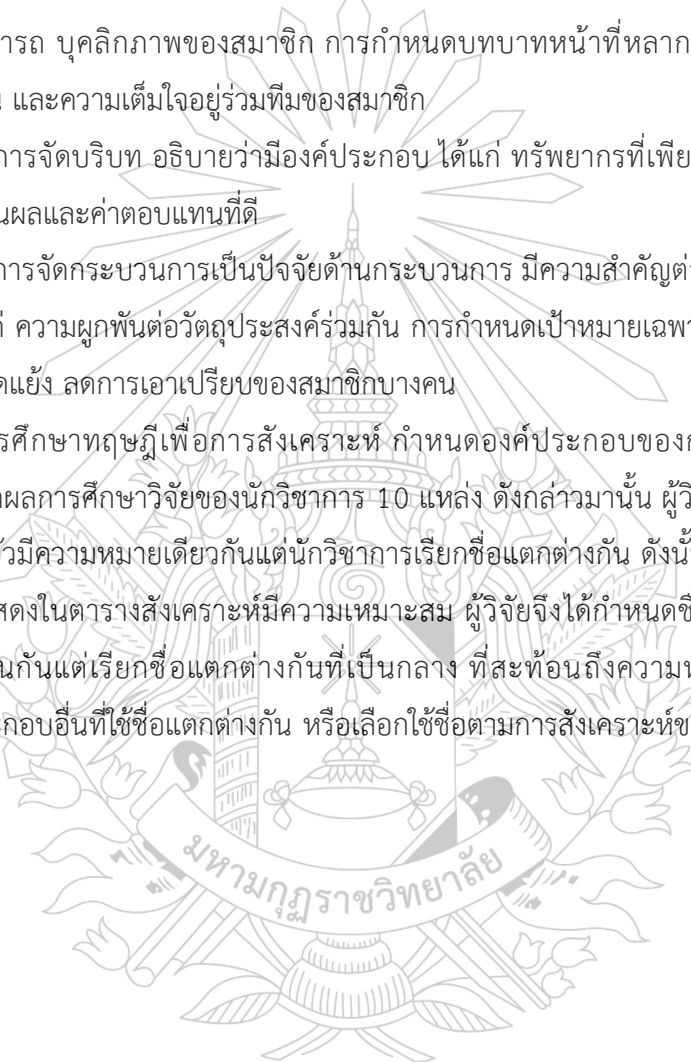 ารถ บุคลิกภาพของสมาชิก การกำหนดบทบาทหน้าที่หลาก
และความเต็มใจอยู่ร่วมทีมของสมาชิก
การจัดบริบท อธิบายว่ามีองค์ประกอบ ได้แก่ ทรัพยากรที่เพีย
นผลและค่าตอบแทนที่ดี
การจัดกระบวนการเป็นปัจจัยด้านกระบวนการ มีความสำคัญต่
ความผูกพันต่อวัตถุประสงค์ร่วมกัน การกำหนดเป้าหมายเฉพา
ดแย้ง ลดการเอาเปรียบของสมาชิกบางคน
รศึกษาทฤษฎีเพื่อการสังเคราะห์ กำหนดองค์ประกอบของก
ผลการศึกษาวิจัยของนักวิชาการ 10 แหล่ง ดังกล่าวมานั้น ผู้วิ
ัวมีความหมายเดียวกันแต่นักวิชาการเรียกชื่อแตกต่างกัน ดังนั้
สดงในตารางสังเคราะห์มีความเหมาะสม ผู้วิจัยจึงได้กำหนดชื
นกันแต่เรียกชื่อแตกต่างกันที่เป็นกลาง ที่สะท้อนถึงความห
ะกอบอื่นที่ใช้ชื่อแตกต่างกัน หรือเลือกใช้ชื่อตามการสังเคราะห์ข
มหามกุฏราชวิทยาลัย